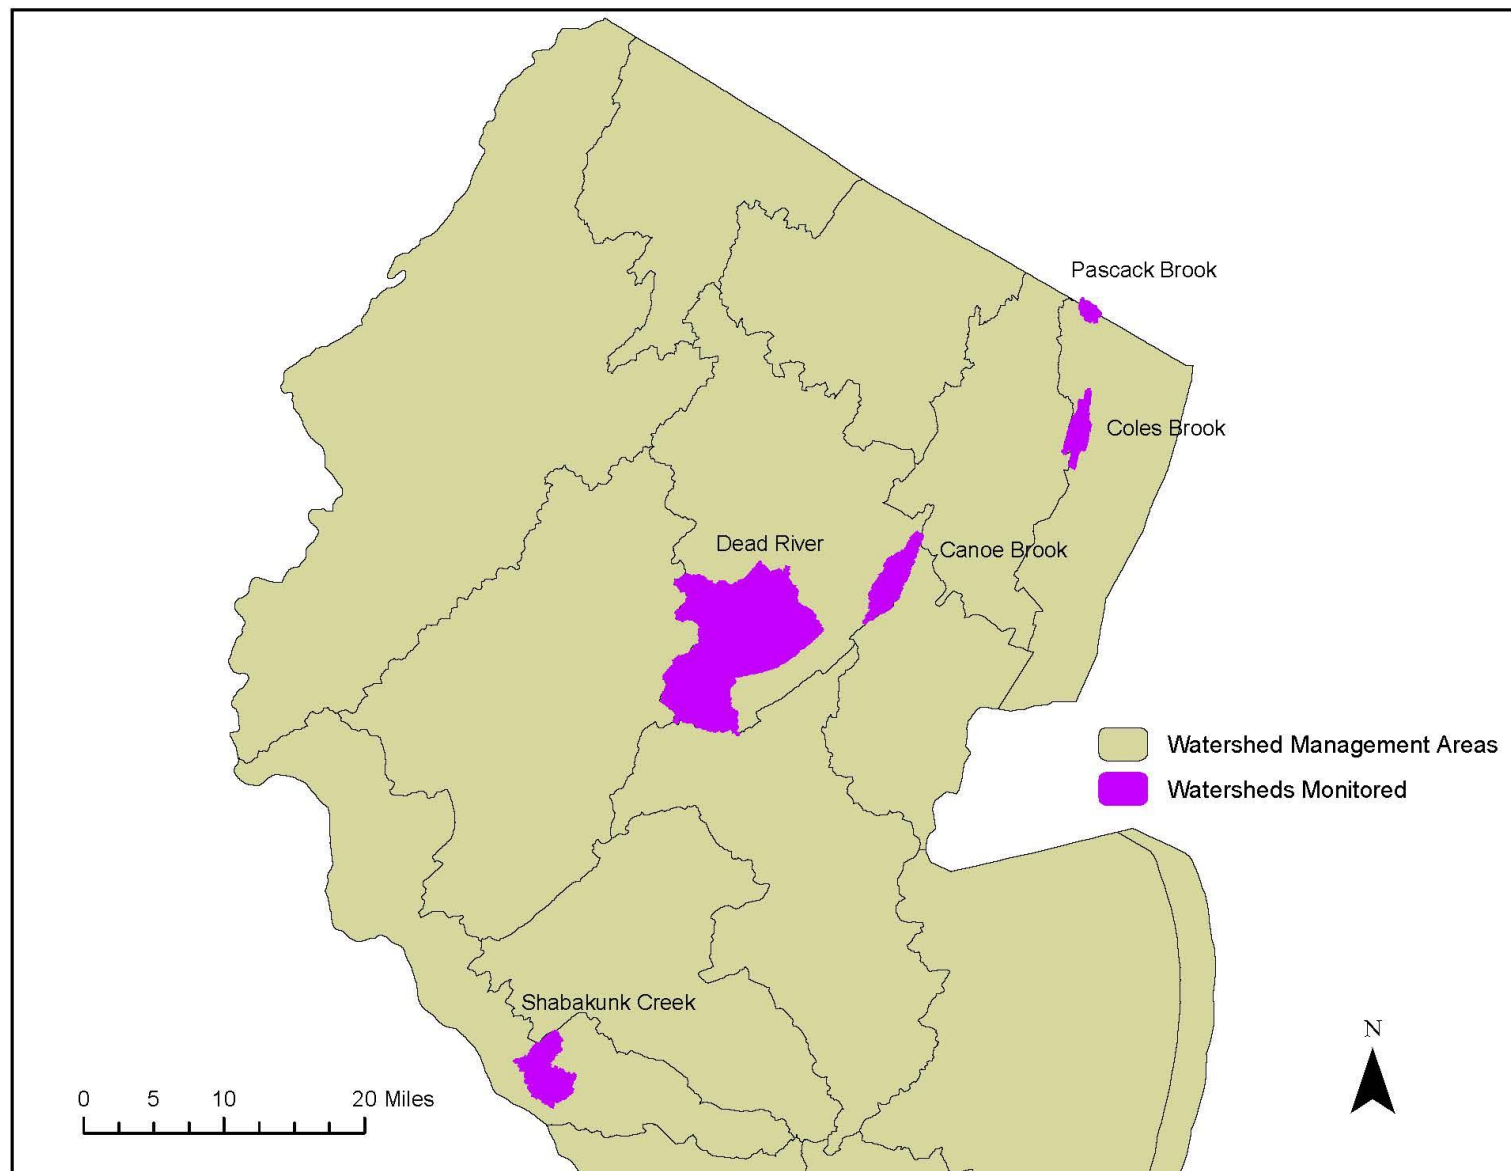 Pascack Brook
Coles Brook
Dead River
Canoe Brook
Watershed Management Areas
Watersheds Monitored
Shabakunk Creek
N
0 5 10 20 Miles